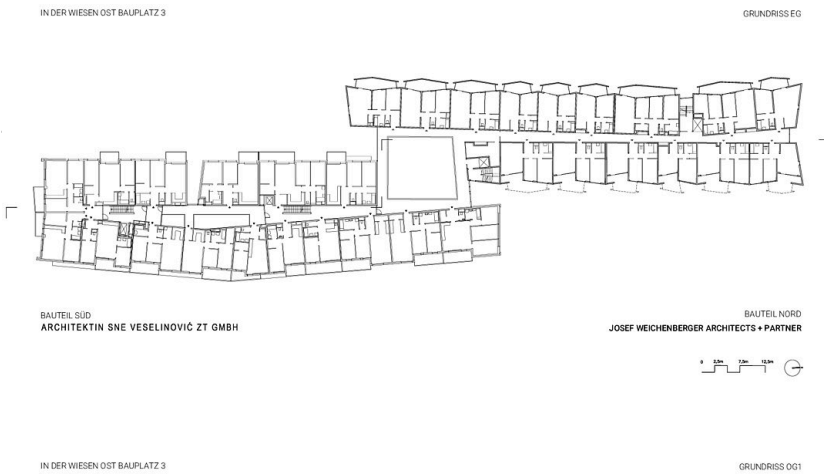 IN DER WIESEN OST BAUPLATZ 3
GRUNDRISS EG
BAUTEIL SÜD
ARCHITEKTIN SNE VESELINOVIĆ ZT GMBH
BAUTEIL NORD
JOSEF WEICHENBERGER ARCHITECTS + PARTNER
0 2,5m 7,5m 12,5m
IN DER WIESEN OST BAUPLATZ 3
GRUNDRISS OG1